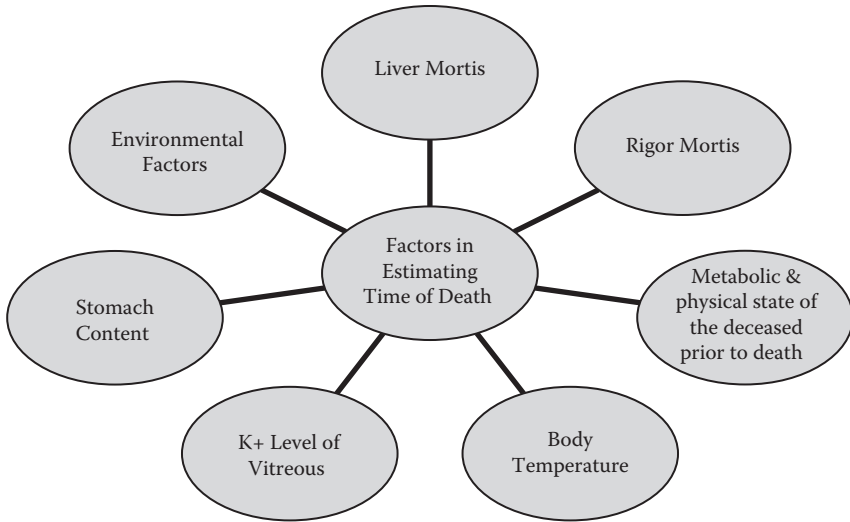 Liver Mortis
Environmental
Factors
Rigor Mortis
Factors in
Estimating
Time of Death
Stomach
Content
Metabolic &
physical state of
the deceased
prior to death
K+ Level of
Vitreous
Body
Temperature